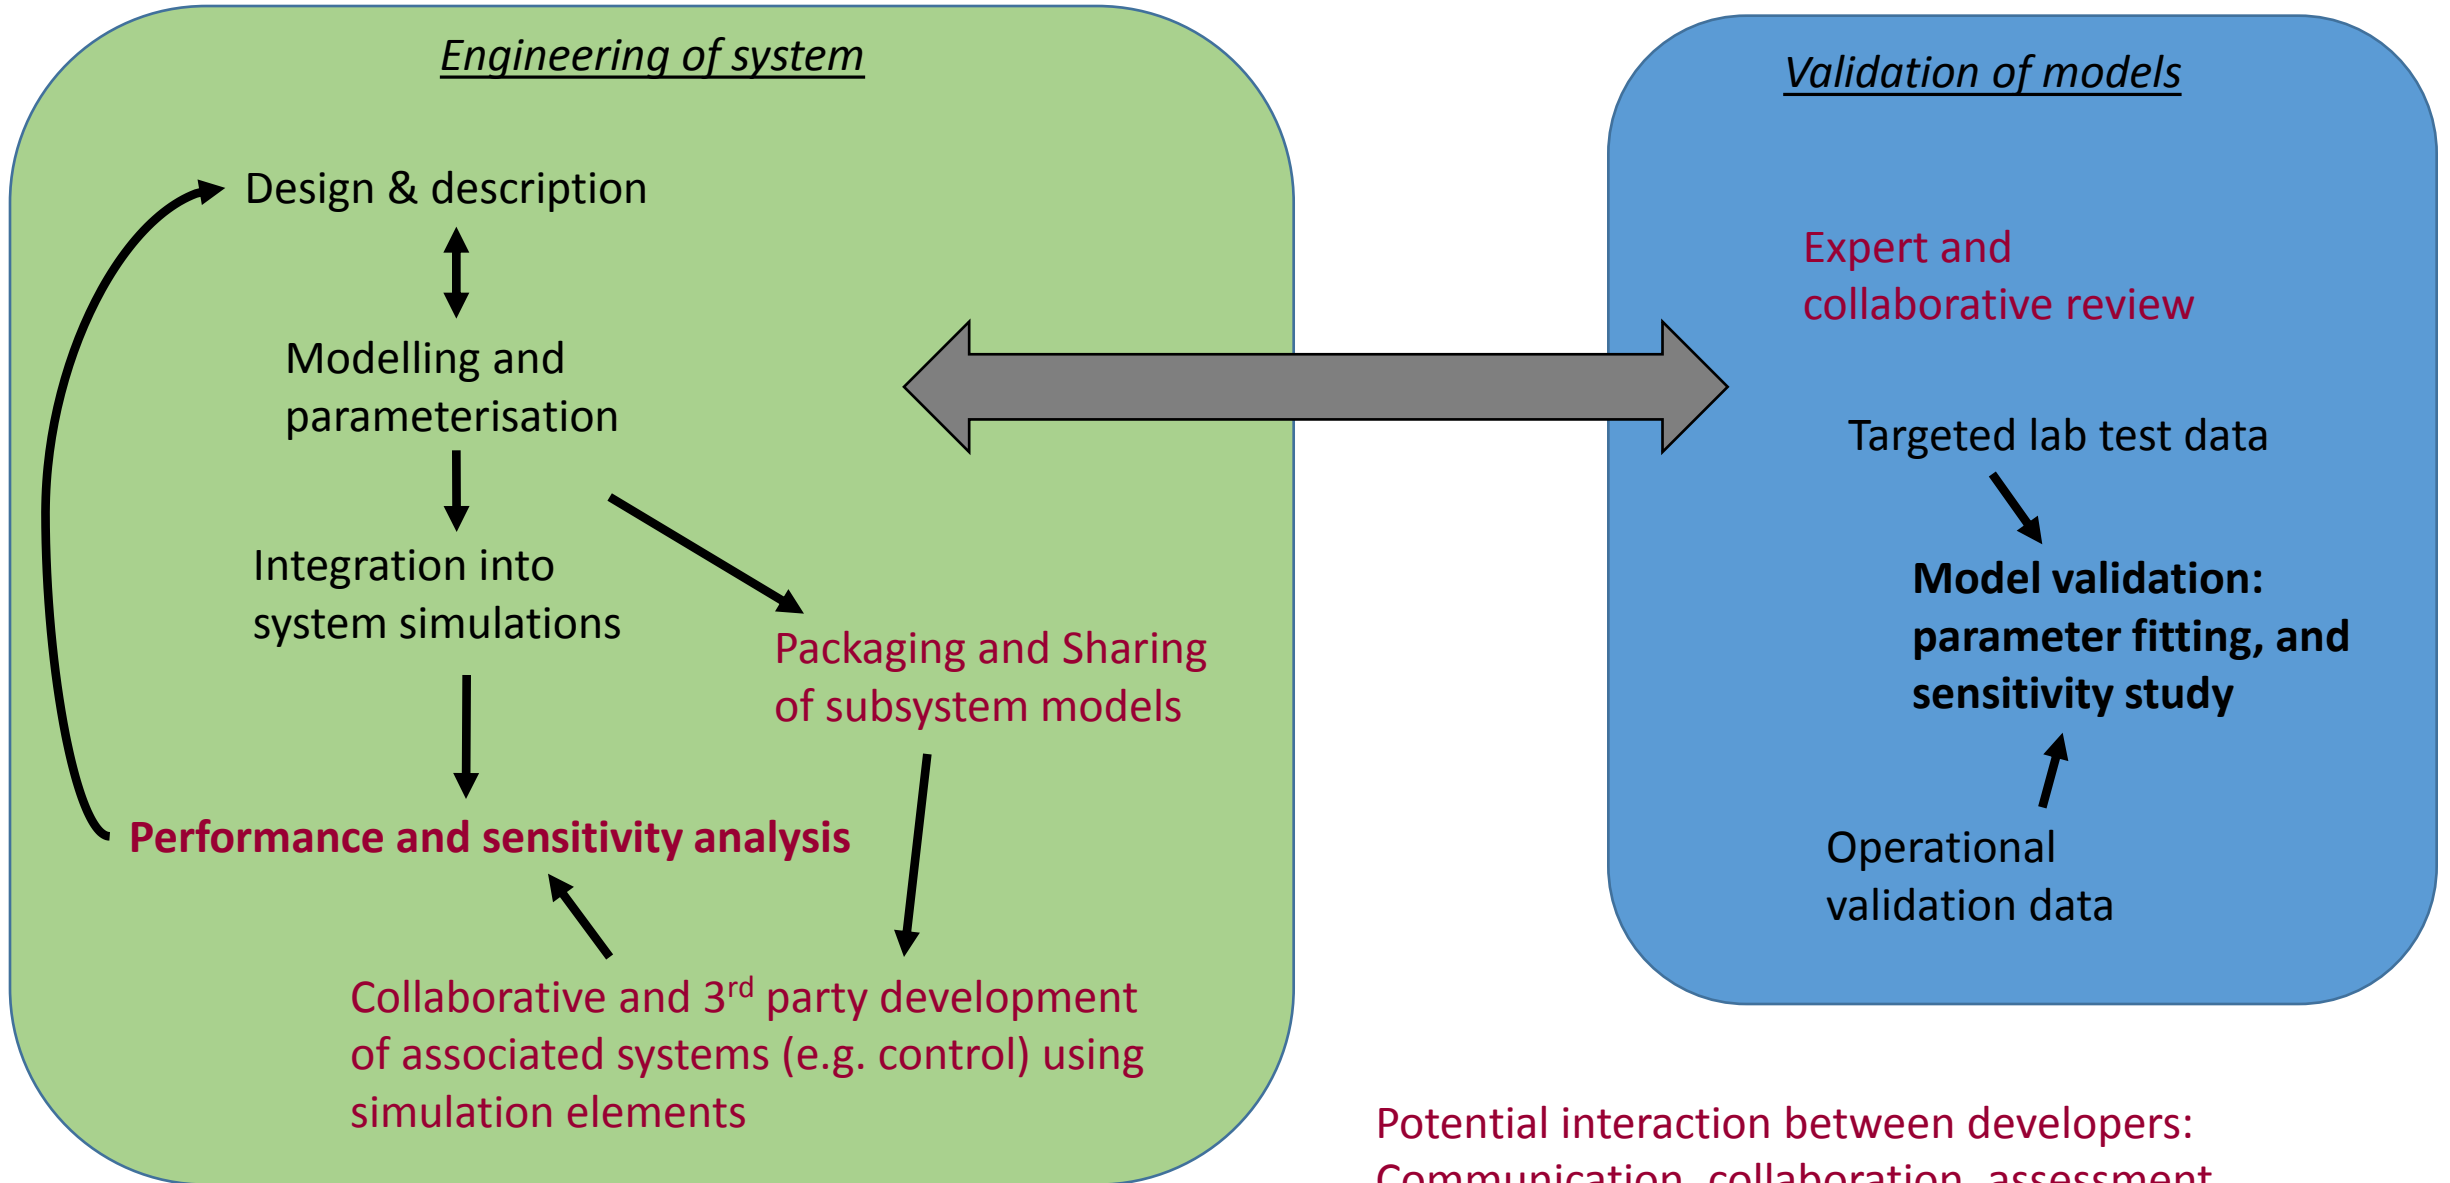 Engineering of system
Design & description
Modelling and
parameterisation
Integration into
system simulations
Packaging and Sharing
of subsystem models
Performance and sensitivity analysis
Collaborative and 3rd party development
of associated systems (e.g. control) using
simulation elements
Validation of models
Expert and
collaborative review
Targeted lab test data
Model validation:
parameter fitting, and
sensitivity study
Operational
validation data
Potential interaction between developers:
Communication, collaboration, assessment